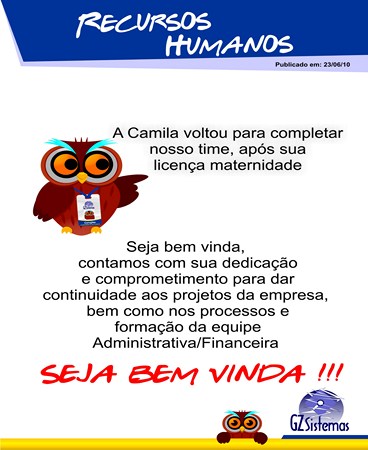 RECURSOS
HUMANOS
Publicado em: 23/06/10
A Camila voltou para completar
nosso time, após sua
licença maternidade
Seja bem vinda,
contamos com sua dedicação
e comprometimento para dar
continuidade aos projetos da empresa,
bem como nos processos e
formação da equipe
Administrativa/Financeira
SEJA BEM VINDA !!!
GZSistemas